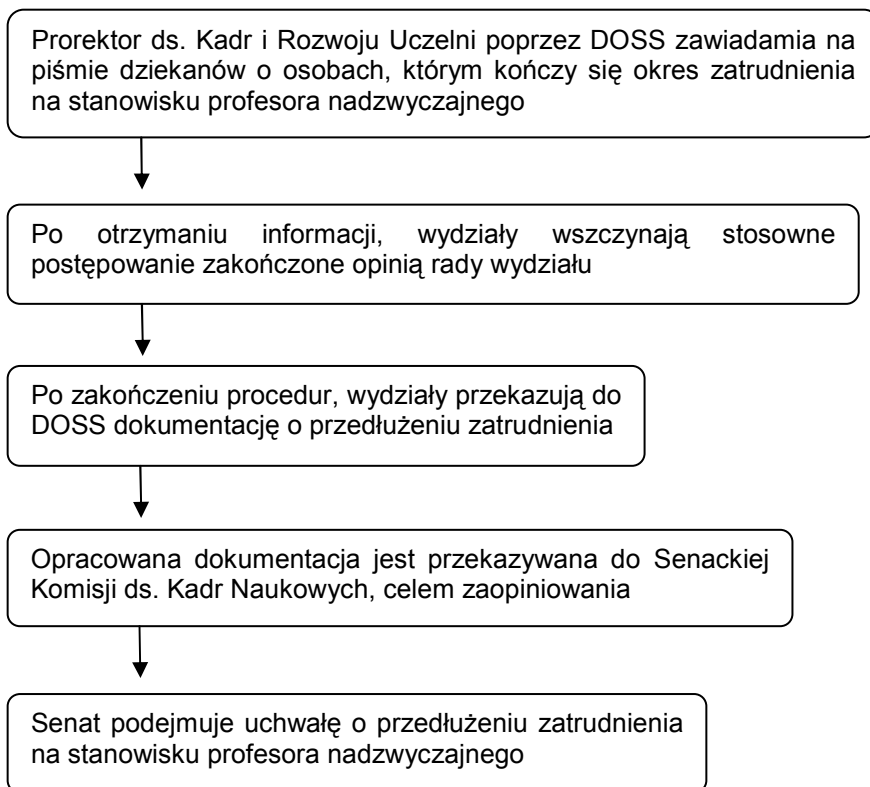 Prorektor ds. Kadr i Rozwoju Uczelni poprzez DOSS zawiadamia na
piśmie dziekanów o osobach, którym kończy się okres zatrudnienia
na stanowisku profesora nadzwyczajnego
Po otrzymaniu informacji, wydziały wszczynają stosowne
postępowanie zakończone opinią rady wydziału
Po zakończeniu procedur, wydziały przekazują do
DOSS dokumentację o przedłużeniu zatrudnienia
Opracowana dokumentacja jest przekazywana do Senackiej
Komisji ds. Kadr Naukowych, celem zaopiniowania
Senat podejmuje uchwałę o przedłużeniu zatrudnienia
na stanowisku profesora nadzwyczajnego